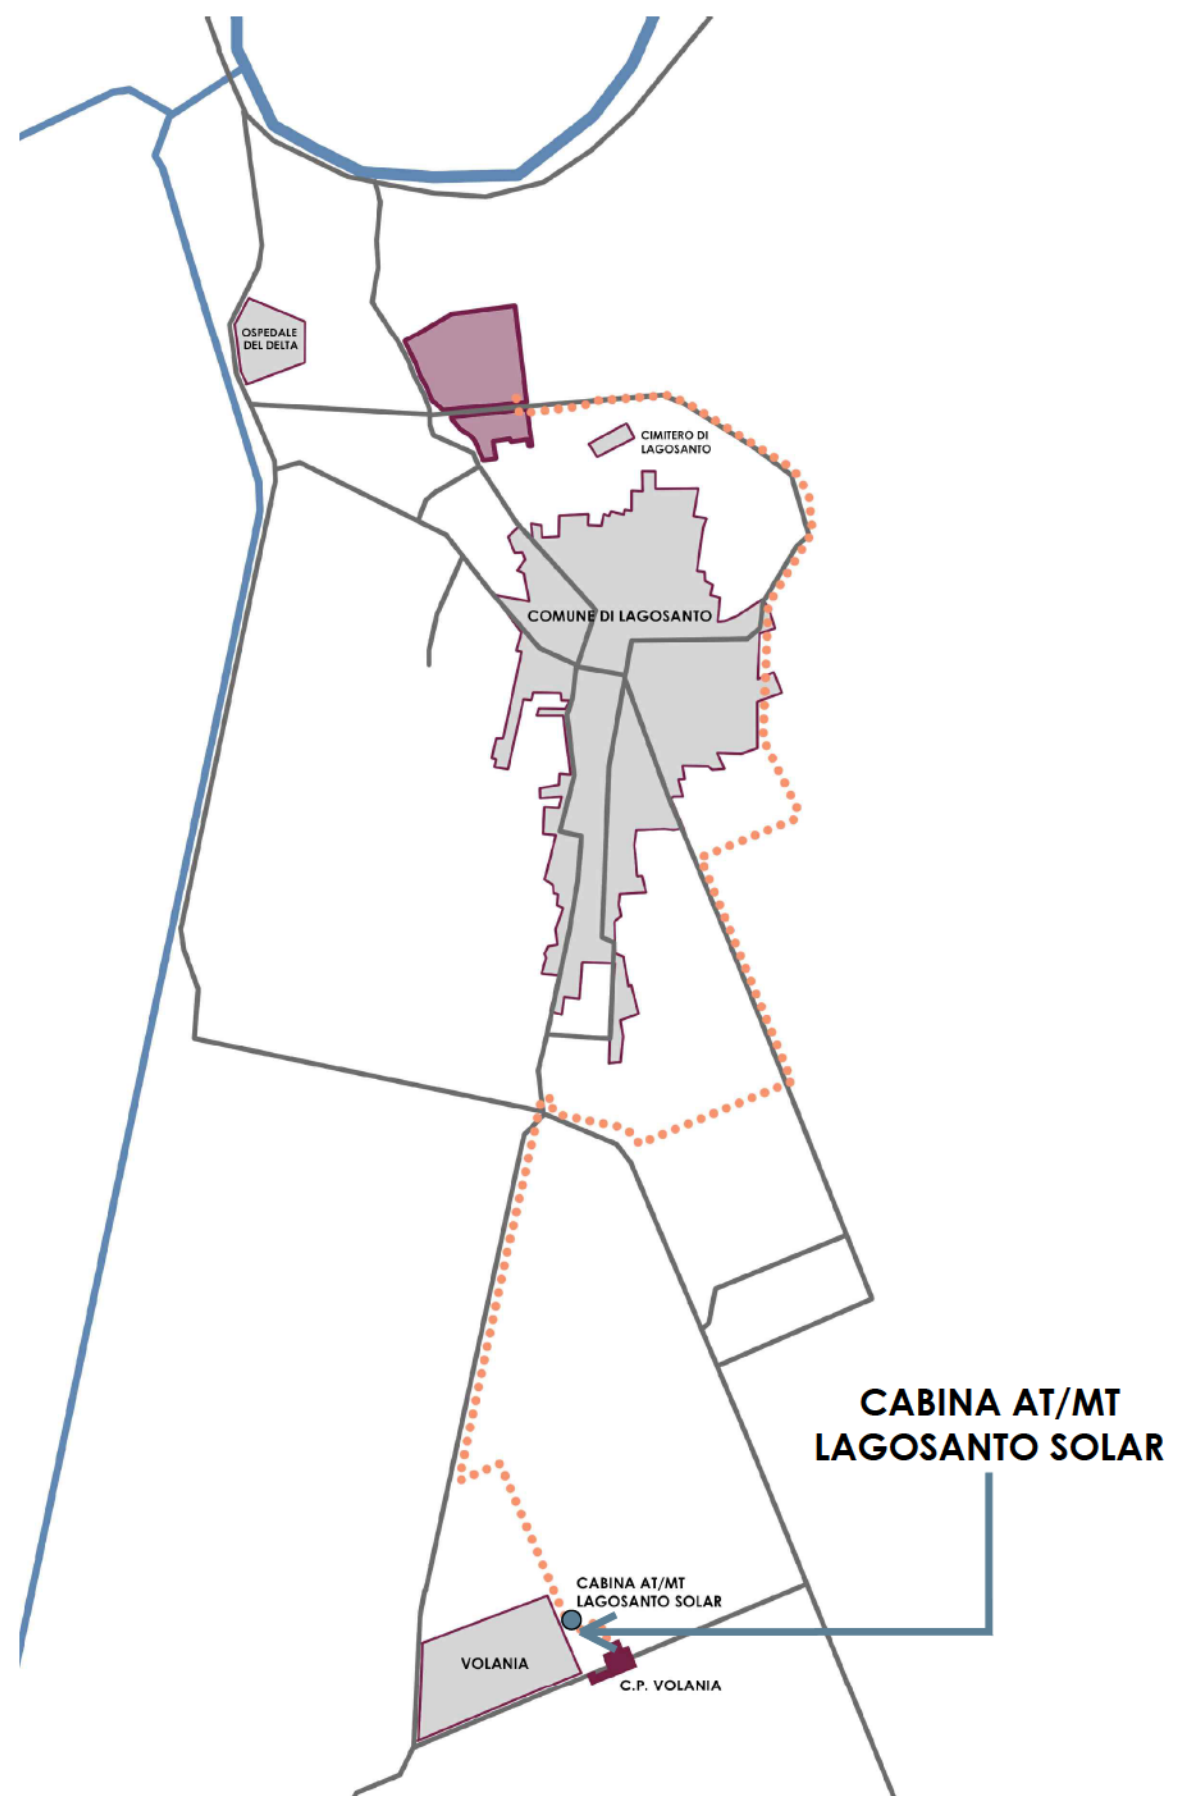 OSPEDALE
DEL DELTA
CIMITERO DI
LAGOSANTO
COMUNE DI LAGOSANTO
CABINA AT/MT
LAGOSANTO SOLAR
CABINA AT/MT
LAGOSANTO SOLAR
VOLANIA
C.P. VOLANIA